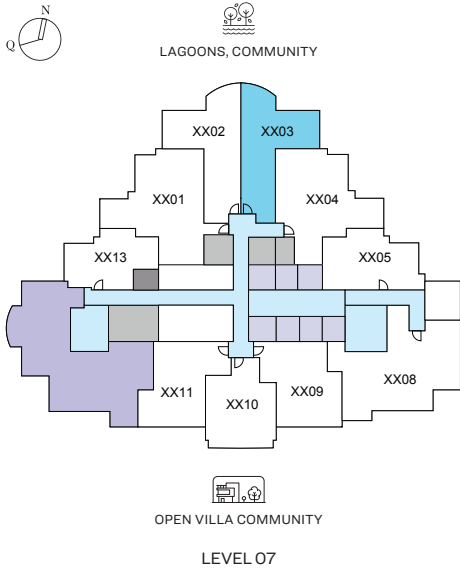 N
Q
LAGOONS, COMMUNITY
XX02 XX03
XX01 XX04
XX13 XX05
XX11 XX10 XX09 XX08
OPEN VILLA COMMUNITY
LEVEL 07